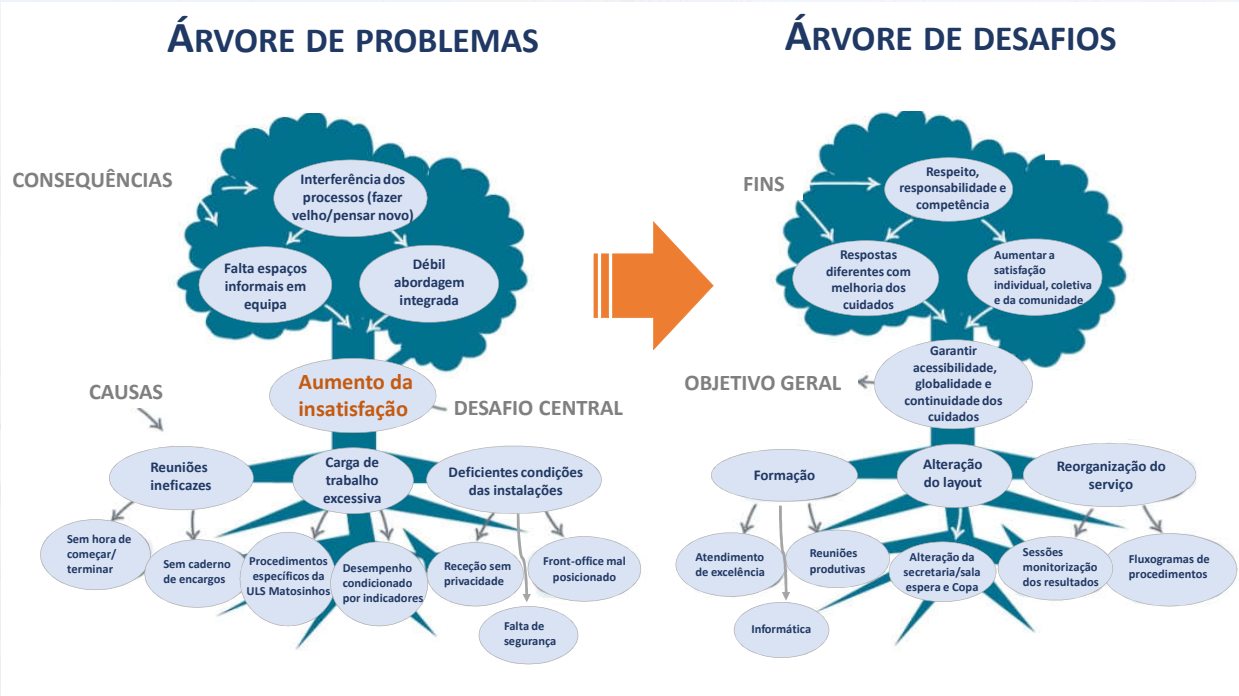 ÁRVORE DE PROBLEMAS
CONSEQUÊNCIAS
Interferência dos
processos (fazer
velho/pensar novo)
Falta espaços
informais em
equipa
Débil
abordagem
integrada
Aumento da
insatisfação
DESAFIO CENTRAL
CAUSAS
Reuniões
ineficazes
Carga de
trabalho
excessiva
Deficientes condições
das instalações
Sem hora de
começar/
terminar
Sem caderno
de encargos
Procedimentos
específicos da
ULS Matosinhos
Desempenho
condicionado
por indicadores
Receção sem
privacidade
Front-office mal
posicionado
Falta de
segurança
ÁRVORE DE DESAFIOS
FINS
Respeito,
responsabilidade e
competência
Respostas
diferentes com
melhoria dos
cuidados
Aumentar a
satisfação
individual, coletiva
e da comunidade
OBJETIVO GERAL
Garantir
acessibilidade,
globalidade e
continuidade dos
cuidados
Formação
Alteração
do layout
Reorganização do
serviço
Atendimento
de excelência
Reuniões
produtivas
Alteração da
secretaria/sala
espera e Copa
Sessões
monitorização
dos resultados
Fluxogramas de
procedimentos
Informática